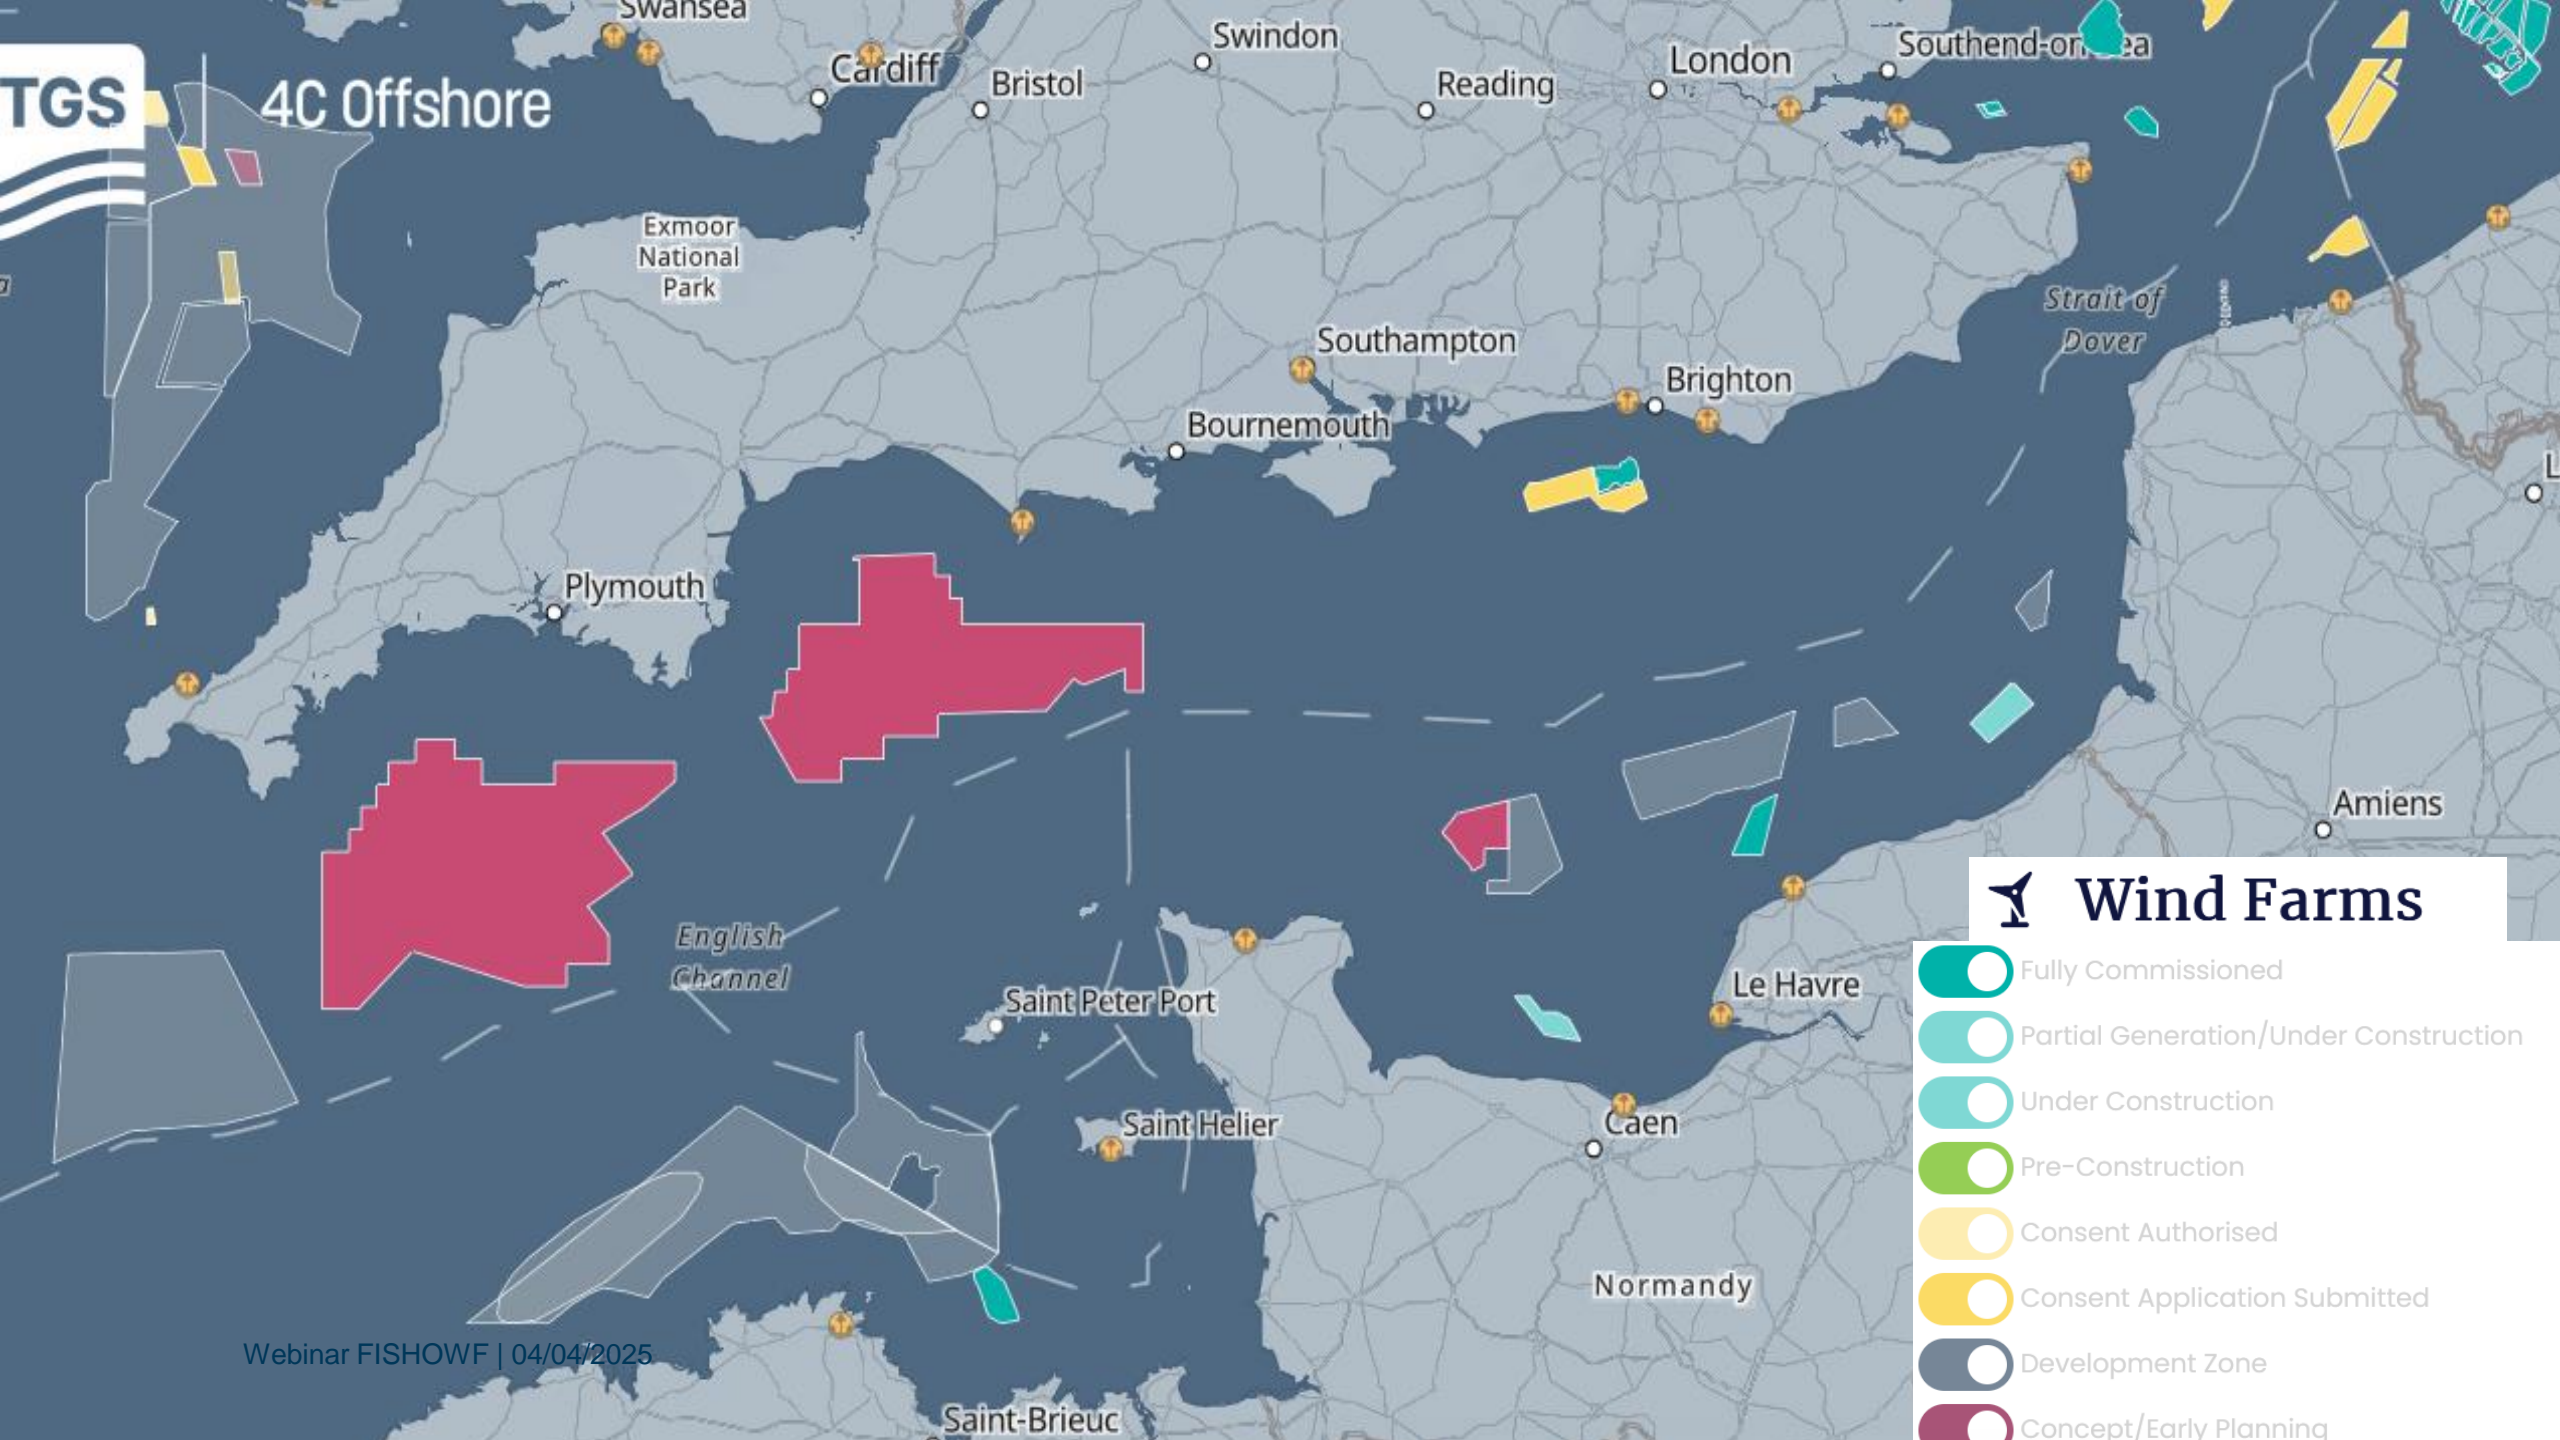 Swansea
Cardiff
Swindon
Bristol
Reading
London
Southend-on-Sea
TGS
4C Offshore
Exmoor
National
Park
Strait of
Dover
Southampton
Brighton
Bournemouth
Plymouth
Amiens
English
Channel
Saint Peter Port
Le Havre
Saint Helier
Caen
Normandy
Saint-Brieuc
Wind Farms
Fully Commissioned
Partial Generation/Under Construction
Under Construction
Pre-Construction
Consent Authorised
Consent Application Submitted
Development Zone
Concept/Early Planning
Webinar FISHOWF | 04/04/2025